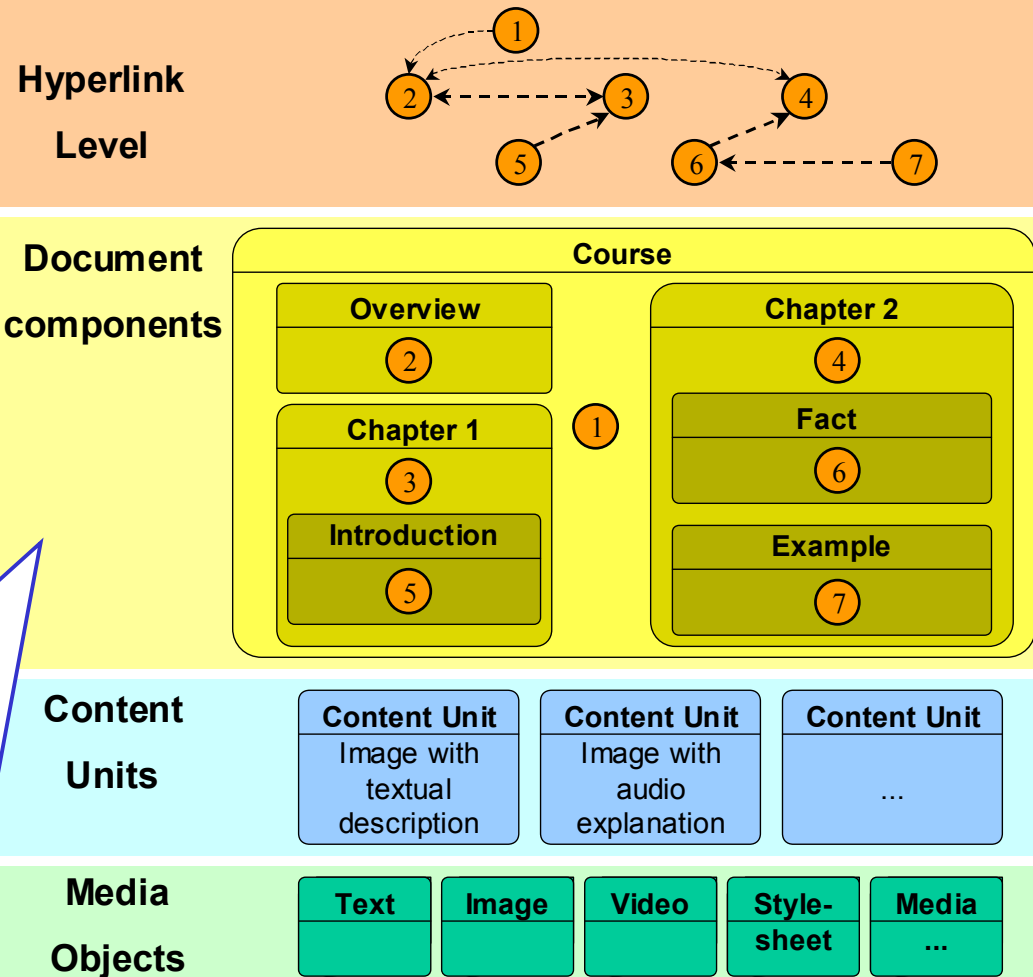 Hyperlink
Level
1
2
3
4
5
6
7
Document
components
Course
Overview
2
Chapter 1
3
Introduction
5
1
Chapter 2
4
Fact
6
Example
7
Content
Units
Content Unit
Image with
textual
description
Content Unit
Image with
audio
explanation
Content Unit
...
Media
Objects
Text
Image
Video
Style-
sheet
Media
...